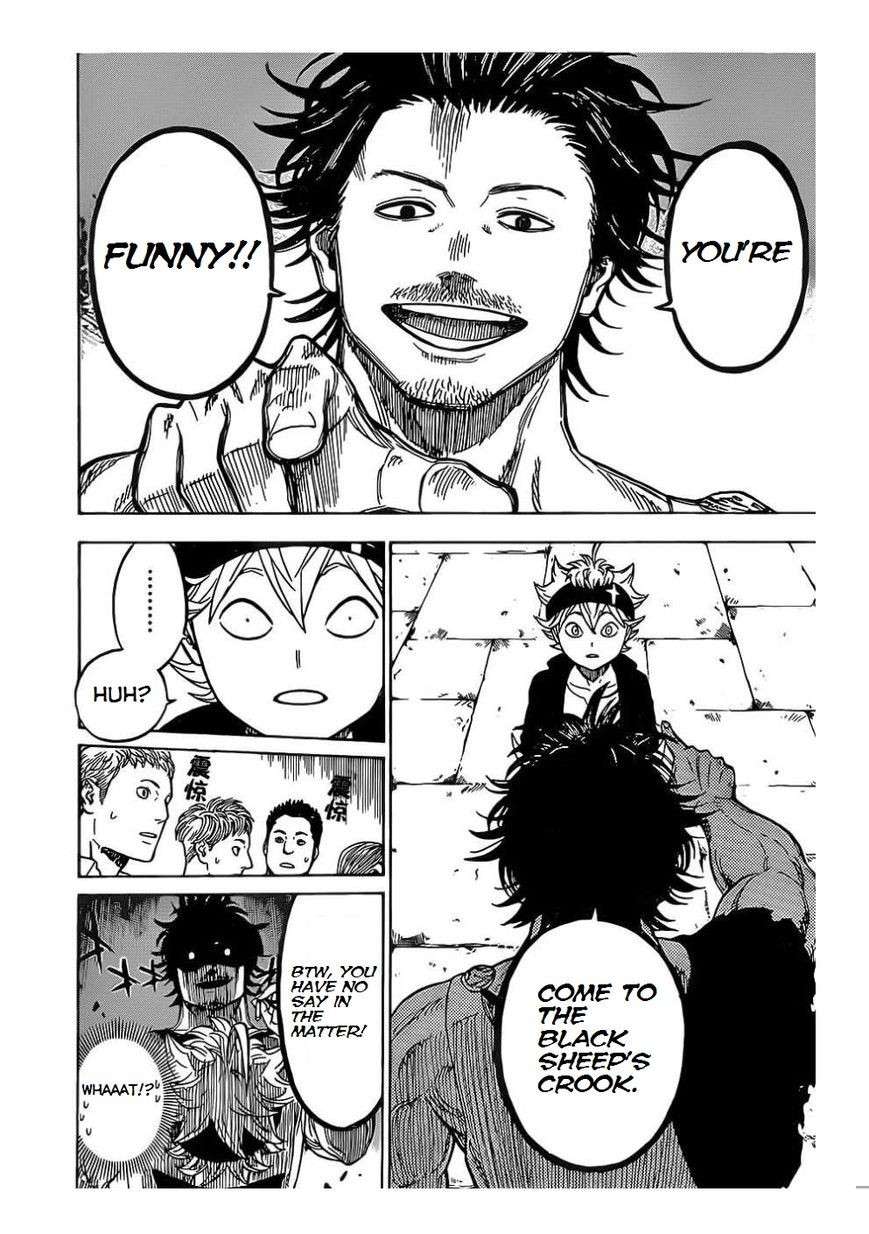 YOU'RE
FUNNY!!
COME TO
THE
BLACK
SHEEP'S
CROOK.
........
HUH?
震惊
震惊
BTW, YOU
HAVE NO
SAY IN
THE
MATTER!
WHAAAT!?